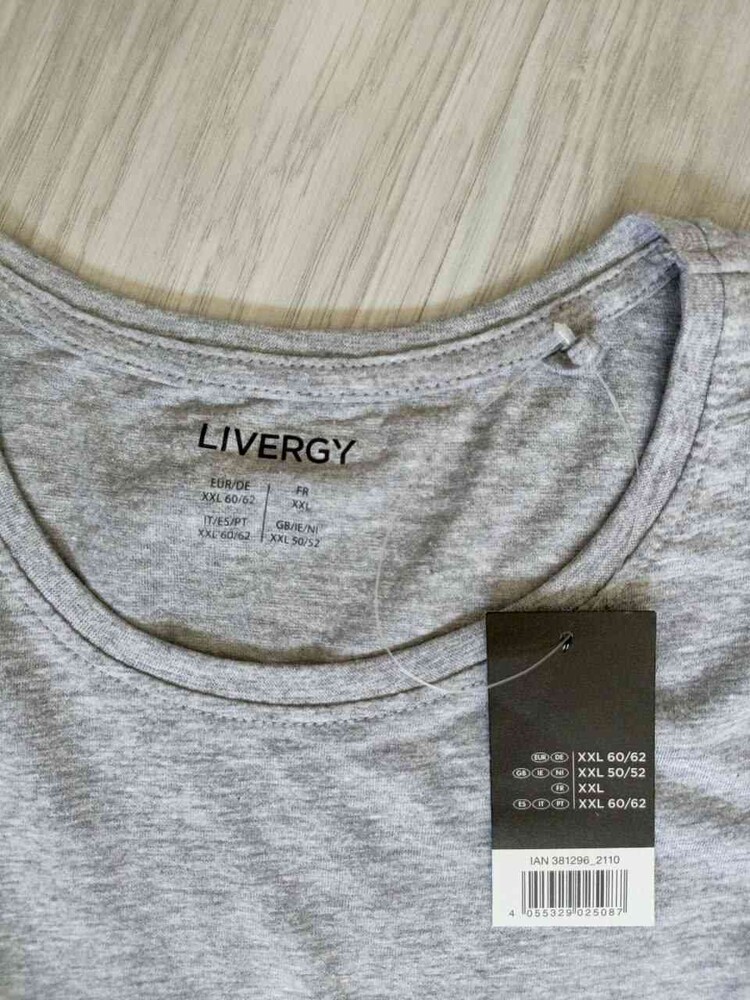 LIVERGY
EUR/DE
XXL 60/62
FR
XXL
IT/ES/PT
XXL 60/62
GB/IE/NI
XXL 50/52
EUR DE XXL 60/62
GB IE NI XXL 50/52
FR XXL
ES IT PT XXL 60/62
IAN 381296_2110
4 055329 025087